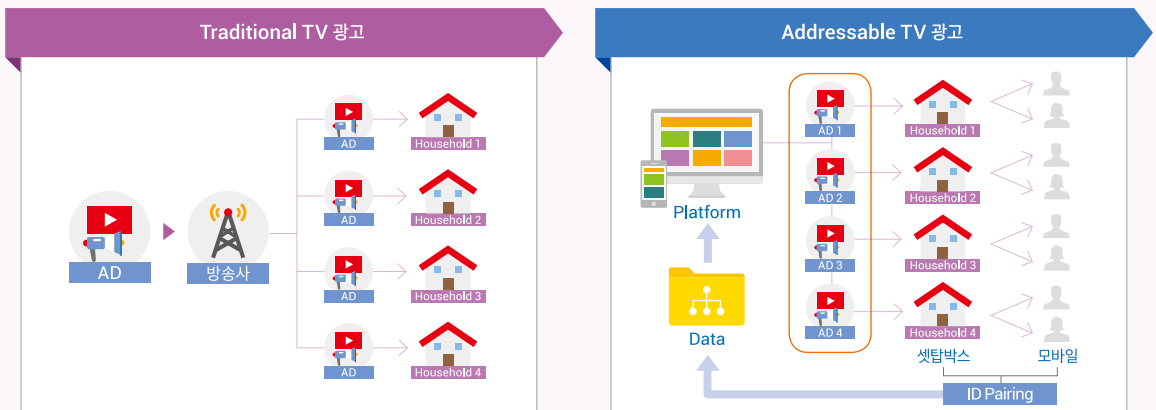 Traditional TV 광고
AD
방송사
AD
Household 1
AD
Household 2
AD
Household 3
AD
Household 4
Addressable TV 광고
Platform
Data
AD 1
Household 1
AD 2
Household 2
AD 3
Household 3
AD 4
Household 4
셋탑박스
모바일
ID Pairing